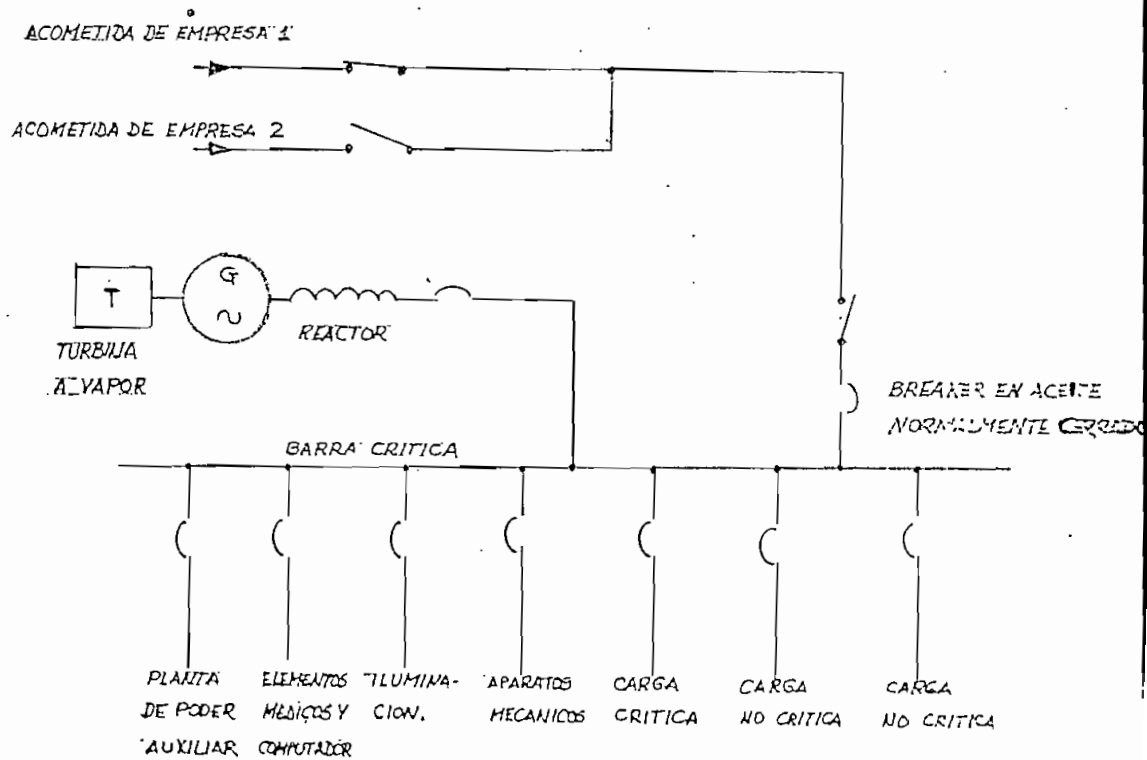 ACOMETIDA DE EMPRESA 1
ACOMETIDA DE EMPRESA 2
G
T
REACTOR
TURBINA
A VAPOR
BREAKER EN ACEITE
NORMALMENTE CERRADO
BARRA CRITICA
PLANTA
DE PODER
AUXILIAR
ELEMENTOS
MEDICOS Y
COMPUTADOR
ILUMINA-
CION.
APARATOS
MECANICOS
CARGA
CRITICA
CARGA
NO CRITICA
CARGA
NO CRITICA